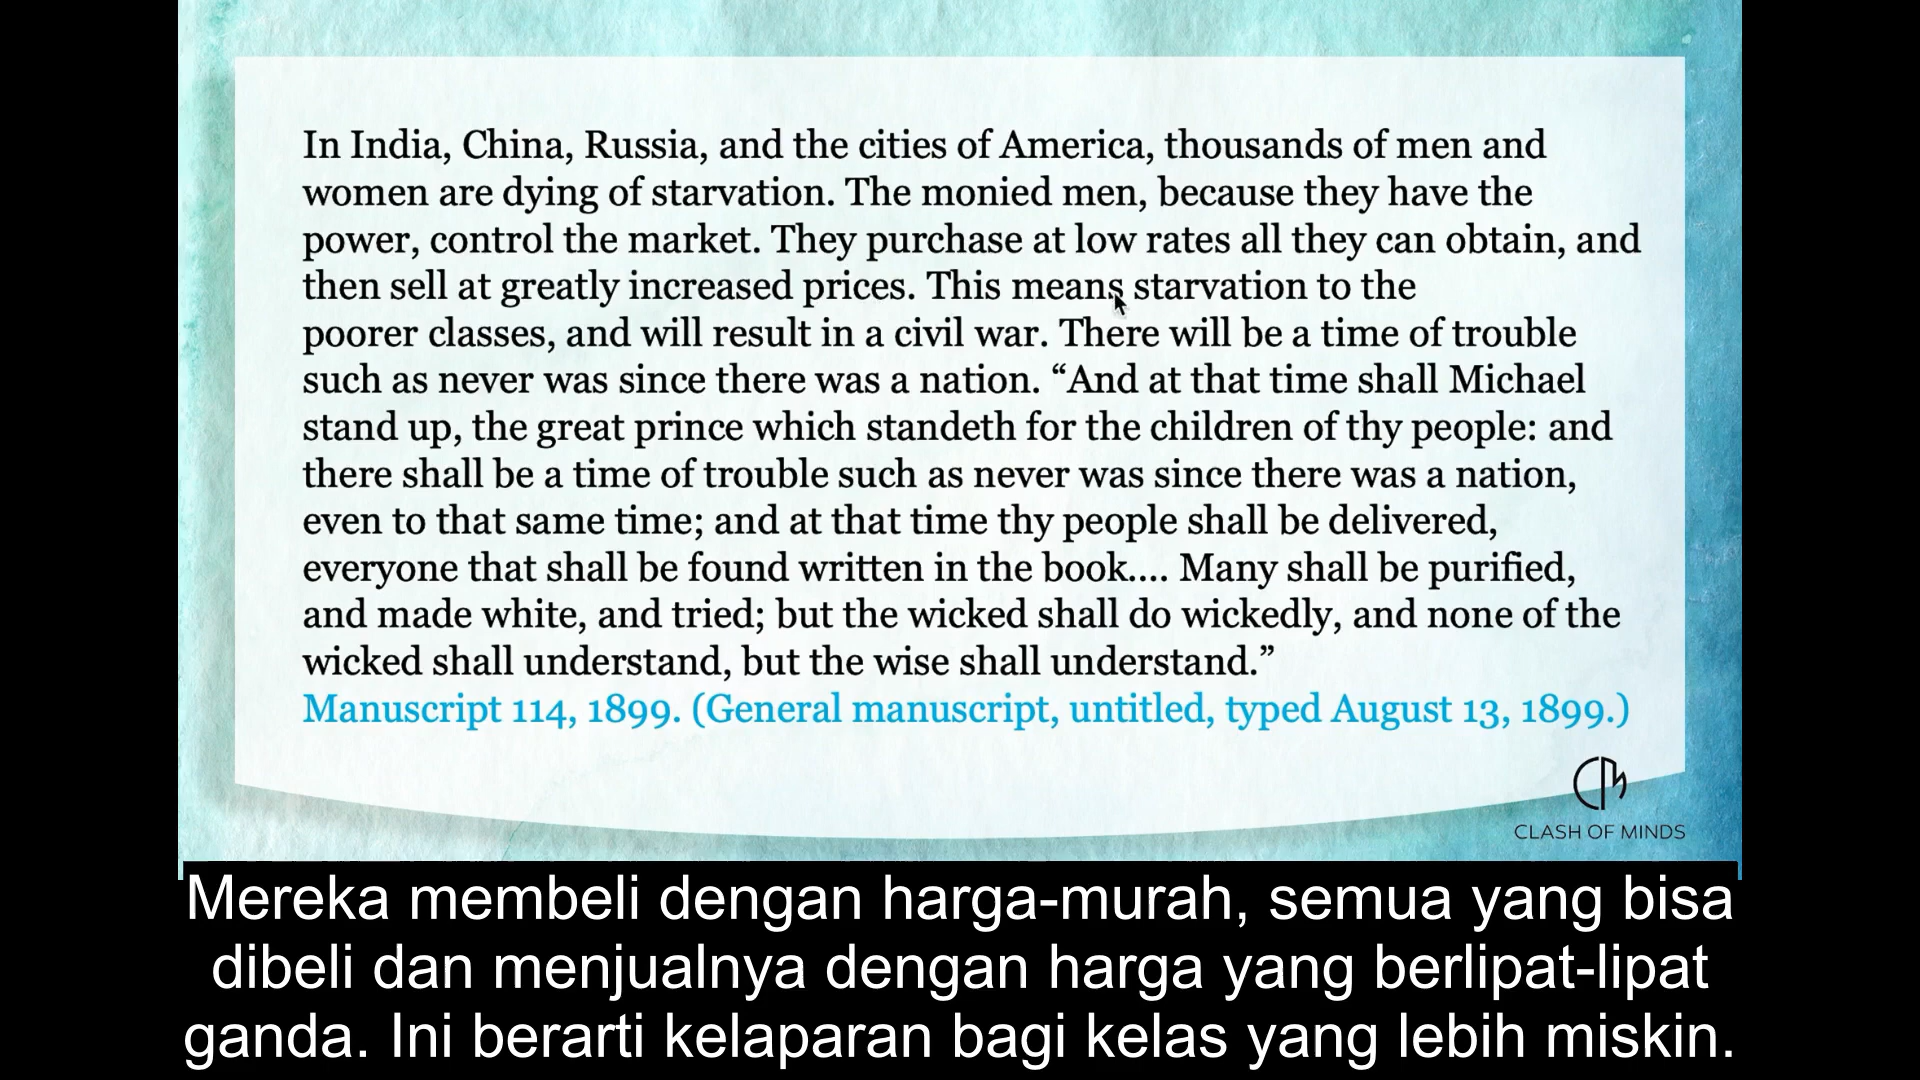 In India, China, Russia, and the cities of America, thousands of men and
women are dying of starvation. The monied men, because they have the
power, control the market. They purchase at low rates all they can obtain, and
then sell at greatly increased prices. This means starvation to the
poorer classes, and will result in a civil war. There will be a time of trouble
such as never was since there was a nation. “And at that time shall Michael
stand up, the great prince which standeth for the children of thy people: and
there shall be a time of trouble such as never was since there was a nation,
even to that same time; and at that time thy people shall be delivered,
everyone that shall be found written in the book.... Many shall be purified,
and made white, and tried; but the wicked shall do wickedly, and none of the
wicked shall understand, but the wise shall understand.”
Manuscript 114, 1899. (General manuscript, untitled, typed August 13, 1899.)
CLASH OF MINDS
Mereka membeli dengan harga-murah, semua yang bisa
dibeli dan menjualnya dengan harga yang berlipat-lipat
ganda. Ini berarti kelaparan bagi kelas yang lebih miskin.